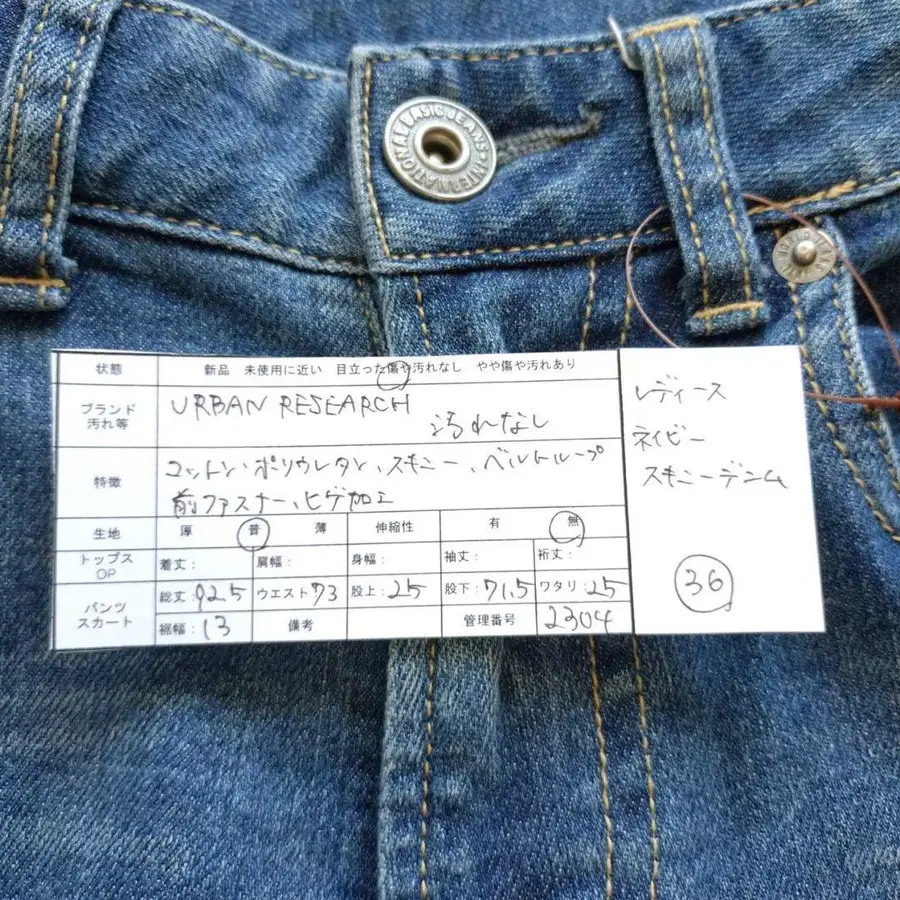 INTERNATIONAL BASIC JEANS
状態 新品 未使用に近い 目立った傷や汚れなし やや傷や汚れあり
ブランド 汚れ等 URBAN RESEARCH 汚れなし
特徴 コットン、ポリウレタン、スキニー、ベルトループ
前ファスナー、ヒゲ加工
生地 厚 普 薄 伸縮性 有 無
トップス OP 着丈: 肩幅: 身幅: 袖丈: 裄丈:
パンツ スカート 総丈:92.5 ウエスト73 股上:25 股下:71.5 ワタリ:25
裾幅:13 備考 管理番号 2304
レディース
ネイビー
スキニーデニム
36